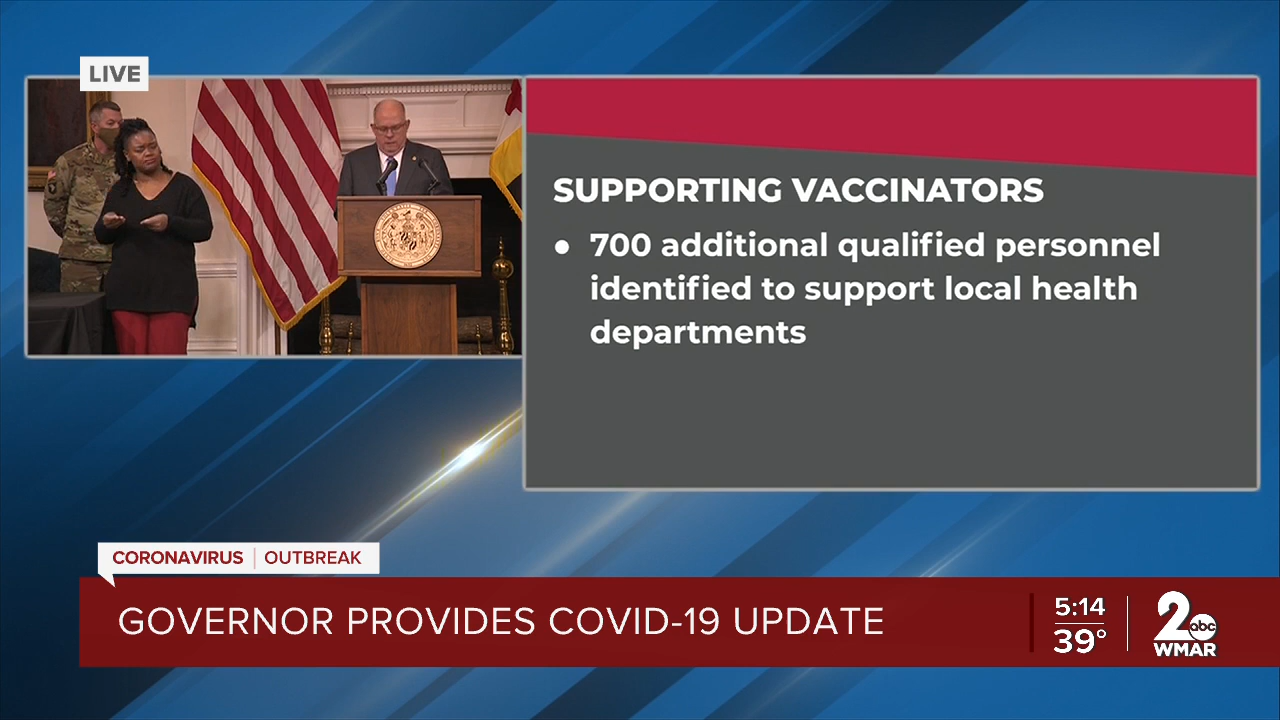 LIVE
SUPPORTING VACCINATORS
● 700 additional qualified personnel
identified to support local health
departments
CORONAVIRUS | OUTBREAK
GOVERNOR PROVIDES COVID-19 UPDATE
5:14
39°
2 abc
WMAR